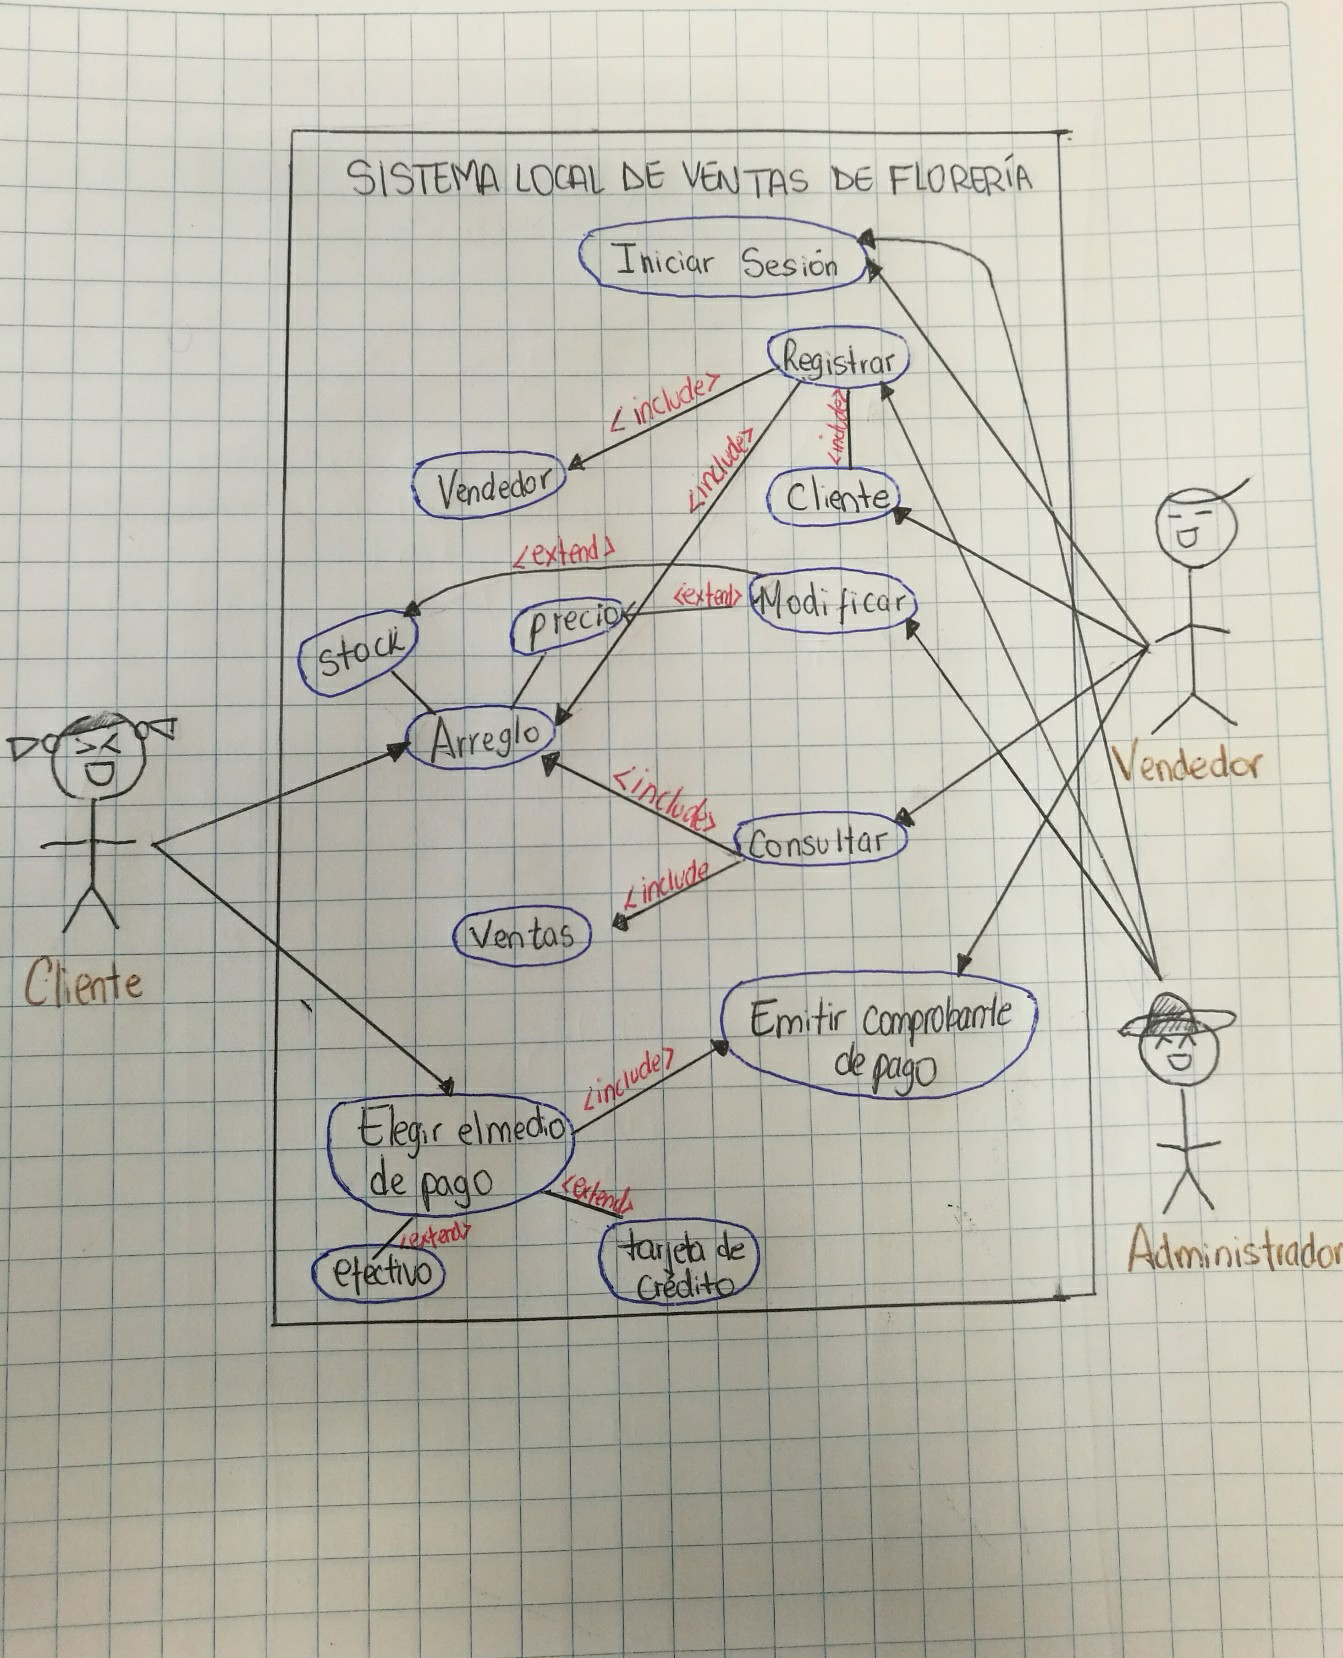 SISTEMA LOCAL DE VENTAS DE FLORERÍA
Iniciar Sesión
Registrar
<include>
<include>
<include>
Vendedor
Cliente
<extend>
<extend>
Modificar
precio
stock
Arreglo
Vendedor
<include>
Consultar
<include
Ventas
Cliente
Emitir comprobante
de pago
<include>
Elegir el medio
de pago
<extend>
<extend>
efectivo
tarjeta de
crédito
Administrador